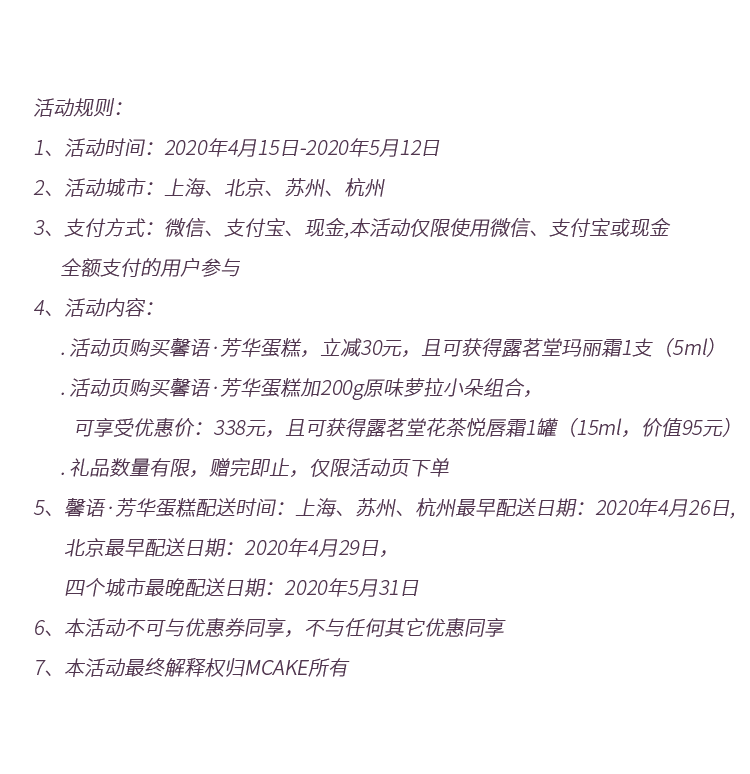 活动规则：
1、活动时间：2020年4月15日-2020年5月12日
2、活动城市：上海、北京、苏州、杭州
3、支付方式：微信、支付宝、现金,本活动仅限使用微信、支付宝或现金
全额支付的用户参与
4、活动内容：
. 活动页购买馨语·芳华蛋糕，立减30元，且可获得露茗堂玛丽霜1支（5ml）
. 活动页购买馨语·芳华蛋糕加200g原味萝拉小朵组合，
可享受优惠价：338元，且可获得露茗堂花茶悦唇霜1罐（15ml，价值95元）
. 礼品数量有限，赠完即止，仅限活动页下单
5、馨语·芳华蛋糕配送时间：上海、苏州、杭州最早配送日期：2020年4月26日,
北京最早配送日期：2020年4月29日，
四个城市最晚配送日期：2020年5月31日
6、本活动不可与优惠券同享，不与任何其它优惠同享
7、本活动最终解释权归MCAKE所有